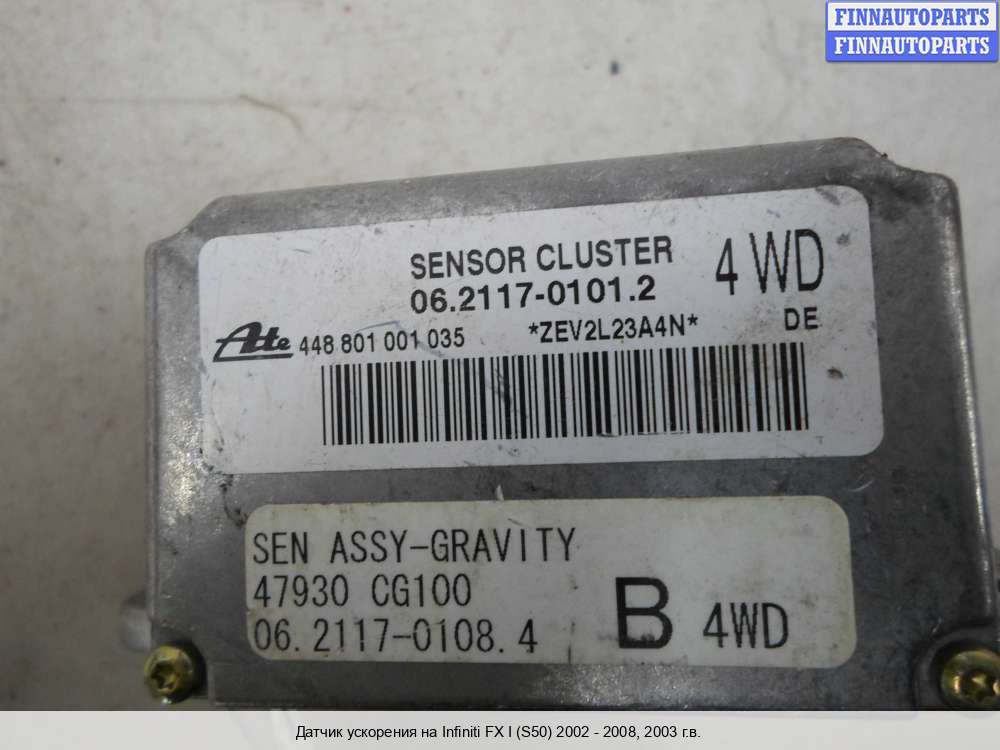 FINNAUTOPARTS
FINNAUTOPARTS
SENSOR CLUSTER
06.2117-0101.2
4 WD
Ate 448 801 001 035 *ZEV2L23A4N* DE
SEN ASSY-GRAVITY
47930 CG100
06.2117-0108.4
B 4WD
Датчик ускорения на Infiniti FX I (S50) 2002 - 2008, 2003 г.в.